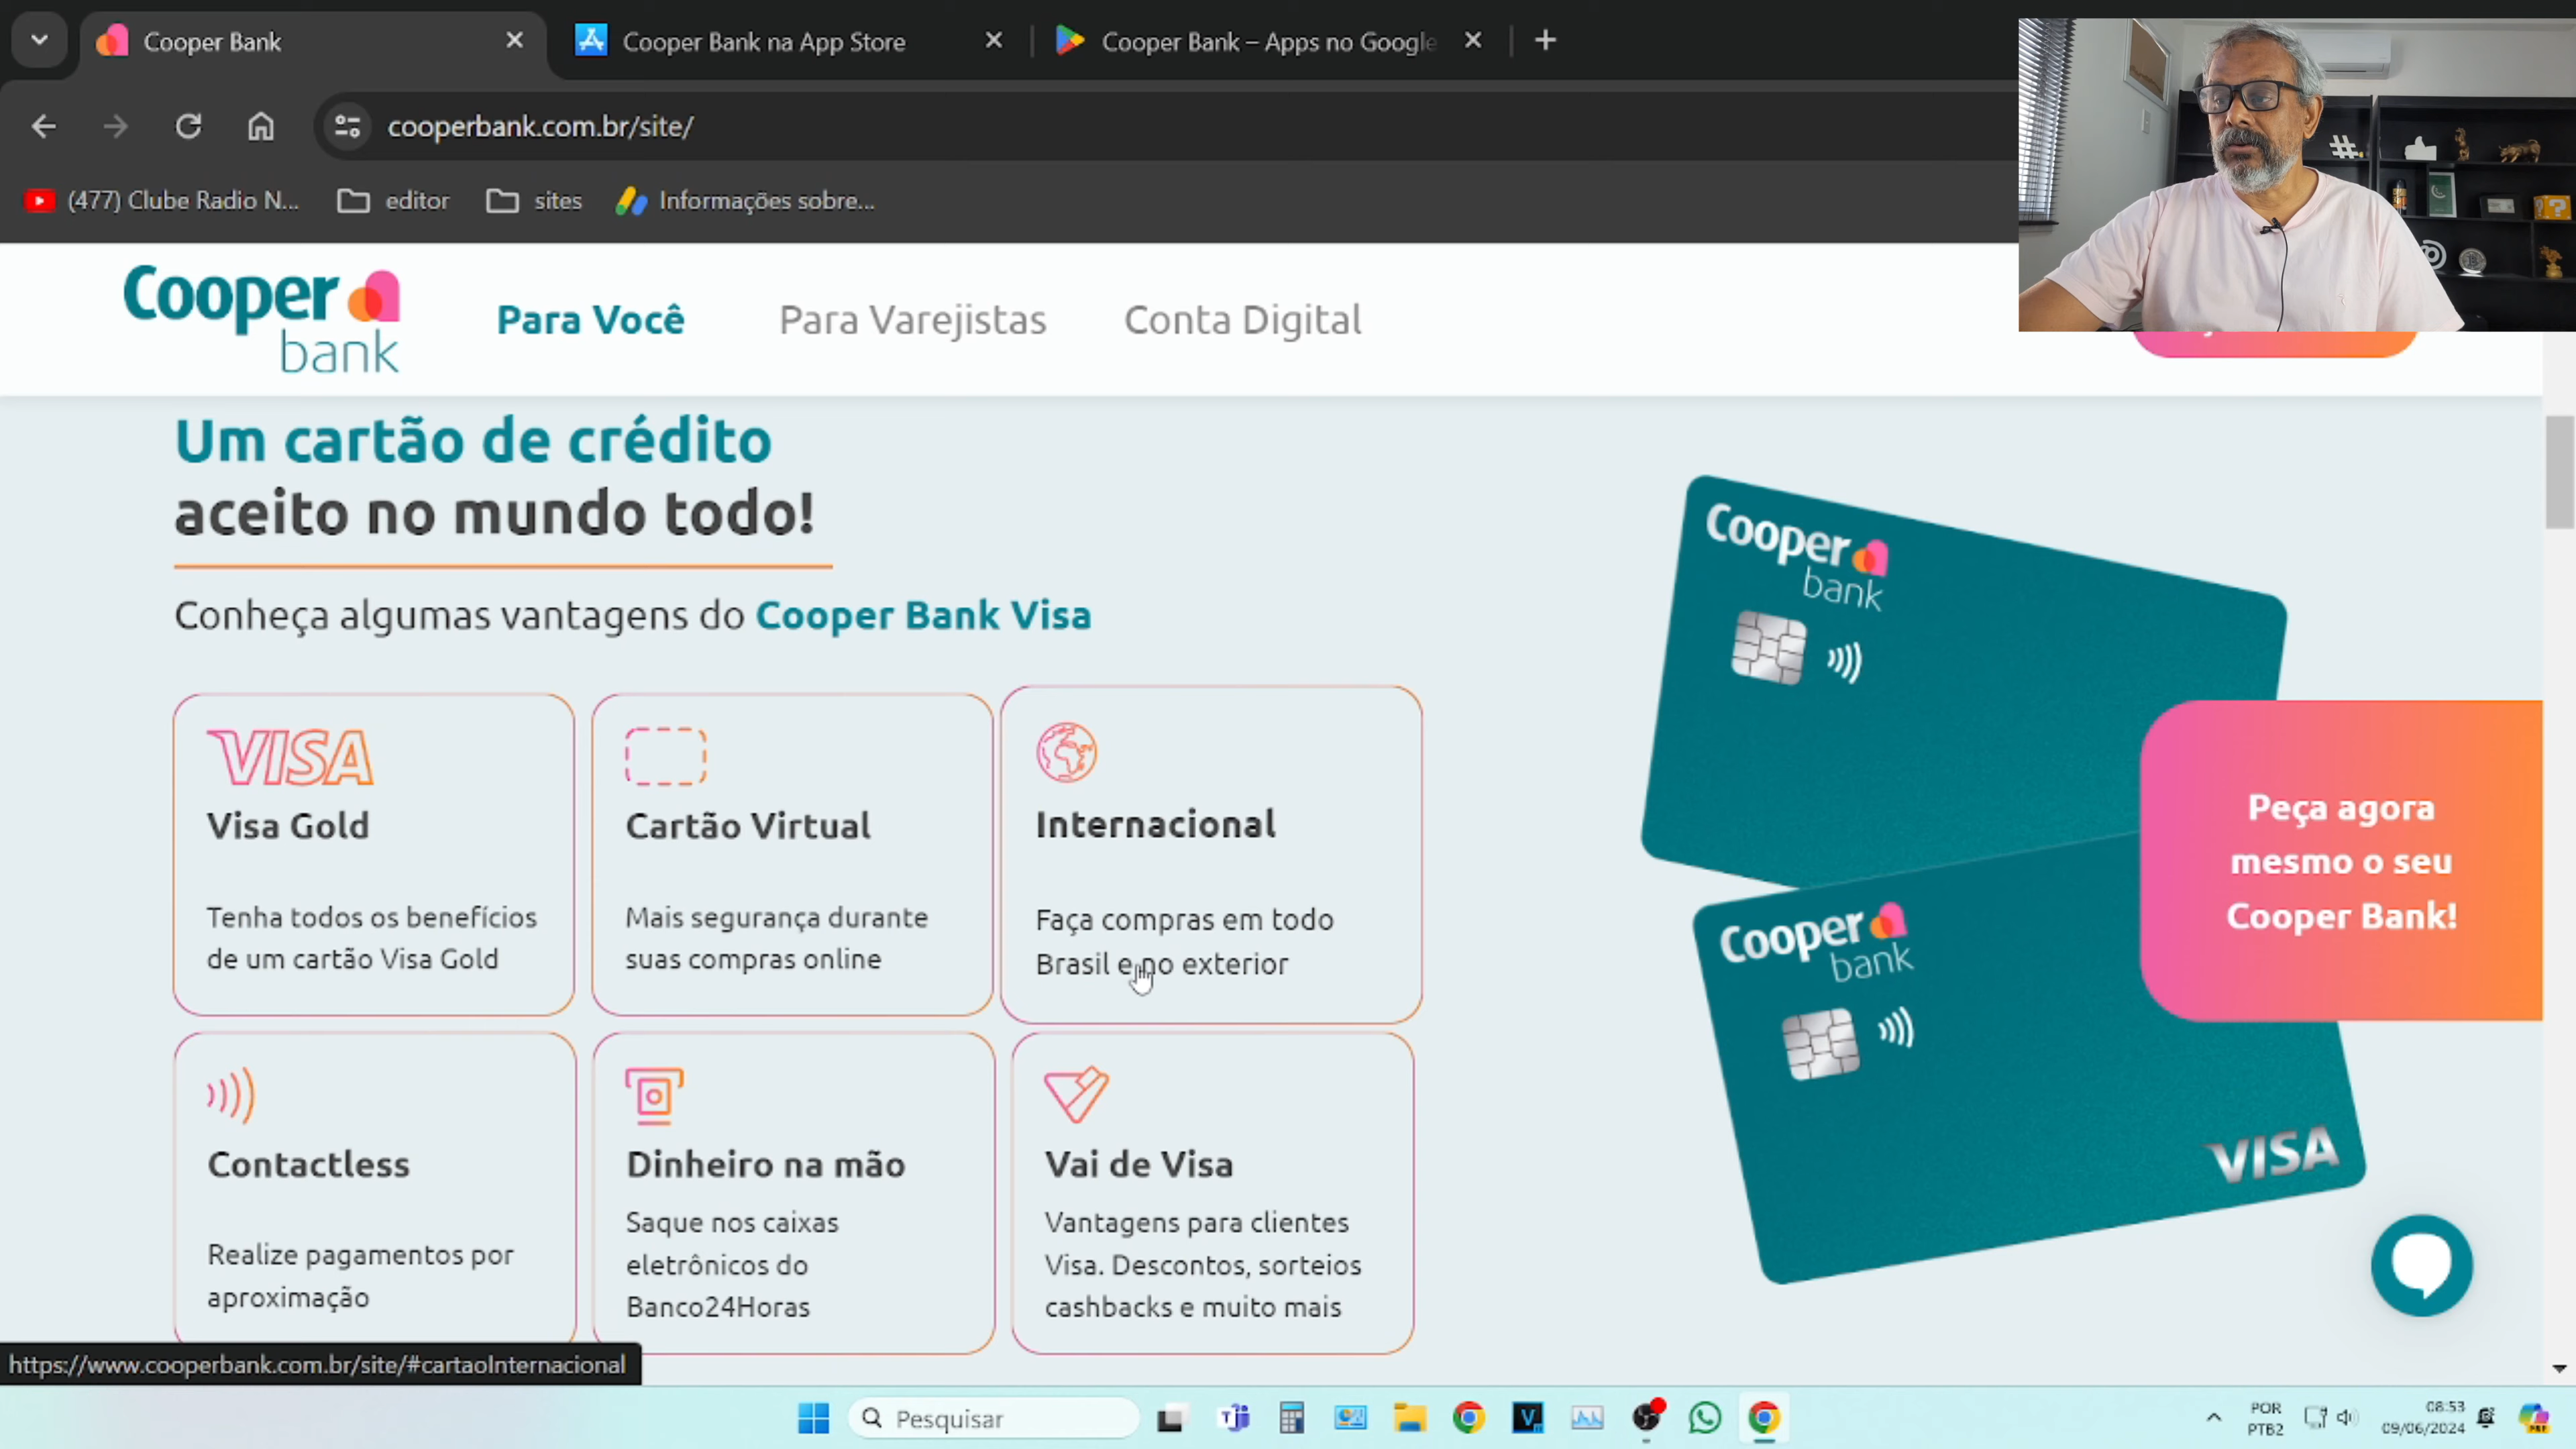 Cooper Bank
Cooper Bank na App Store
Cooper Bank – Apps no Google
cooperbank.com.br/site/
(477) Clube Radio N...
editor
sites
Informações sobre...
Cooper
bank
Para Você
Para Varejistas
Conta Digital
Um cartão de crédito
aceito no mundo todo!
Conheça algumas vantagens do Cooper Bank Visa
VISA
Visa Gold
Tenha todos os benefícios
de um cartão Visa Gold
Cartão Virtual
Mais segurança durante
suas compras online
Internacional
Faça compras em todo
Brasil e no exterior
Contactless
Realize pagamentos por
aproximação
Dinheiro na mão
Saque nos caixas
eletrônicos do
Banco24Horas
Vai de Visa
Vantagens para clientes
Visa. Descontos, sorteios
cashbacks e muito mais
Cooper
bank
Cooper
bank
VISA
Peça agora
mesmo o seu
Cooper Bank!
https://www.cooperbank.com.br/site/#cartaoInternacional
Pesquisar
POR
PTB2
08:53
09/06/2024